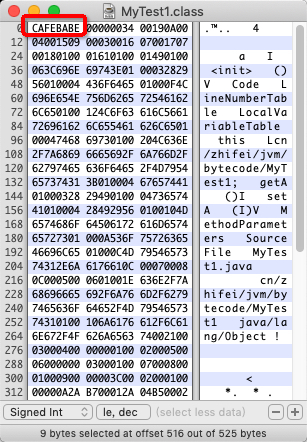 MyTest1.class
0 CAFEBABE 00000034 00190A00 .™.. 4
12 04001509 00030016 07001707
24 00180100 01610100 01490100 a I
36 063C696E 69743E01 00032829 <init> ()
48 56010004 436F6465 01000F4C V Code L
60 696E654E 756D6265 72546162 ineNumberTab
72 6C650100 124C6F63 616C5661 le LocalVa
84 72696162 6C655461 626C6501 riableTable
96 00047468 69730100 204C636E this Lcn
108 2F7A6869 6665692F 6A766D2F /zhifei/jvm/
120 62797465 636F6465 2F4D7954 bytecode/MyT
132 65737431 3B010004 67657441 est1; getA
144 01000328 29490100 04736574 ()I set
156 41010004 28492956 0100104D A (I)V M
168 6574686F 64506172 616D6574 ethodParamet
180 65727301 000A536F 75726365 ers Source
192 46696C65 01000C4D 79546573 File MyTes
204 74312E6A 6176610C 00070008 t1.java
216 0C000500 0601001E 636E2F7A cn/z
228 68696665 692F6A76 6D2F6279 hifei/jvm/by
240 7465636F 64652F4D 79546573 tecode/MyTes
252 74310100 106A6176 612F6C61 t1 java/la
264 6E672F4F 626A6563 74002100 ng/Object !
276 03000400 00000100 02000500
288 06000000 03000100 07000800
300 01000900 00003C00 02000100 <
312 00000A2A B700012A 04B50002 * . * .
Signed Int le, dec (select less data) − +
9 bytes selected at offset 516 out of 525 bytes